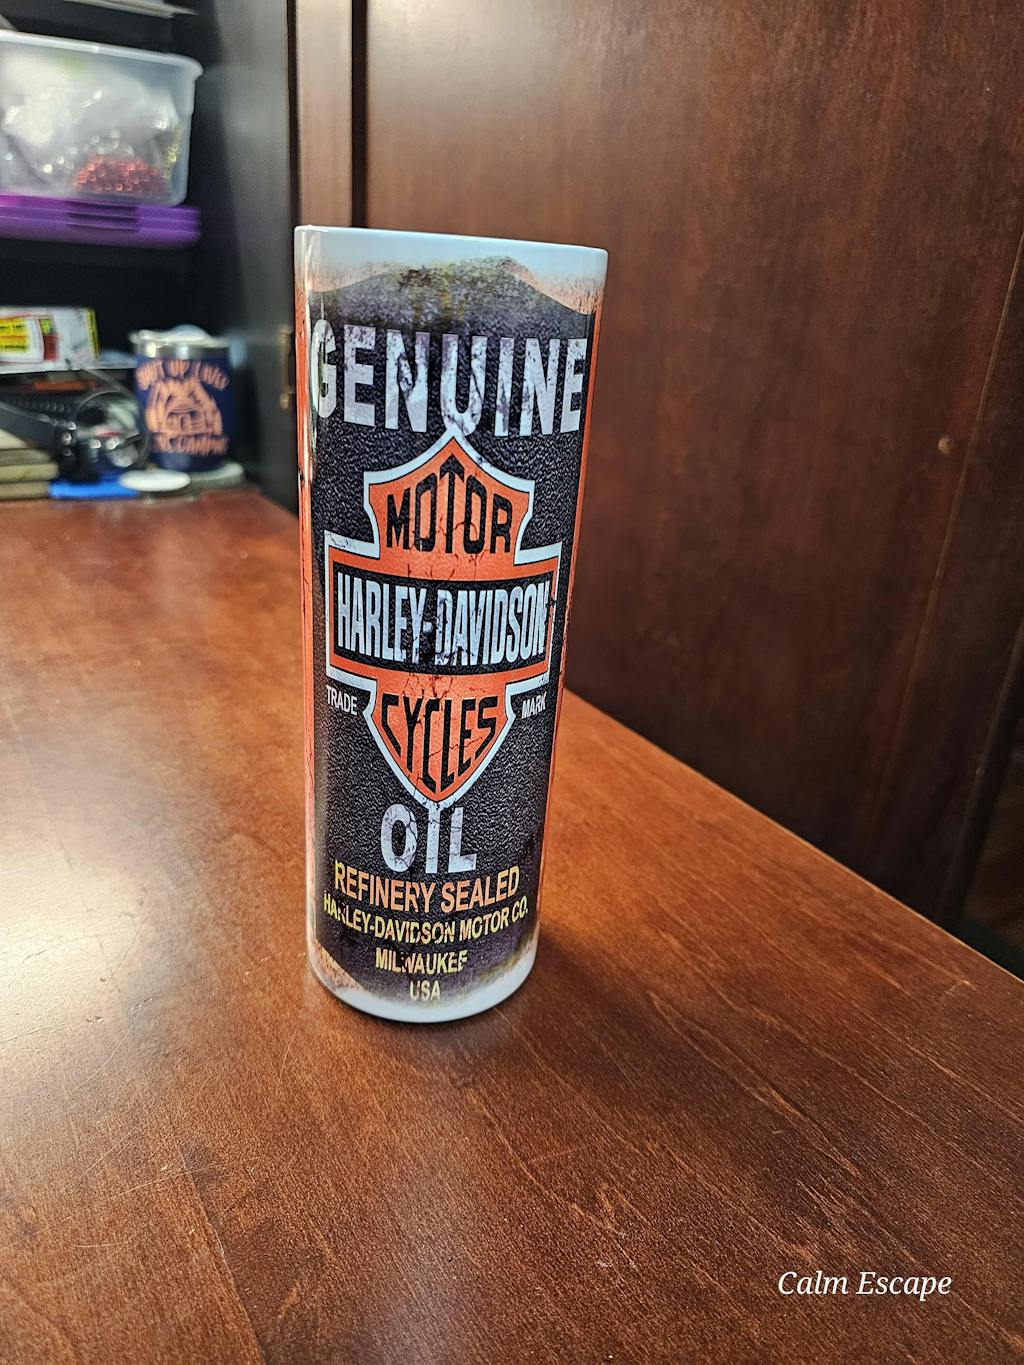 GENUINE
MOTOR
HARLEY-DAVIDSON
CYCLES
TRADE MARK
OIL
REFINERY SEALED
HARLEY-DAVIDSON MOTOR CO.
MILWAUKEE
USA
Calm Escape